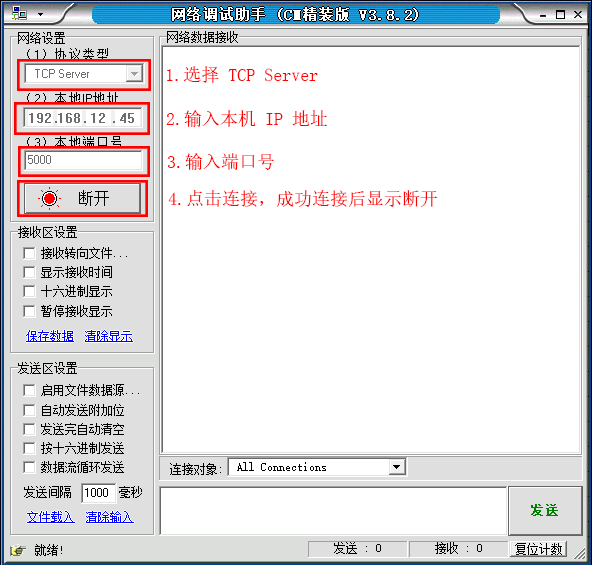 网络调试助手 (CⅢ精装版 V3.8.2)
网络设置
(1) 协议类型
TCP Server
(2) 本地IP地址
192.168.12.45
(3) 本地端口号
5000
断开
接收区设置
接收转向文件...
显示接收时间
十六进制显示
暂停接收显示
保存数据 清除显示
发送区设置
启用文件数据源...
自动发送附加位
发送完自动清空
按十六进制发送
数据流循环发送
发送间隔 1000 毫秒
文件载入 清除输入
网络数据接收
1.选择 TCP Server
2.输入本机 IP 地址
3.输入端口号
4.点击连接，成功连接后显示断开
连接对象: All Connections
发送
就绪!
发送 : 0
接收 : 0
复位计数